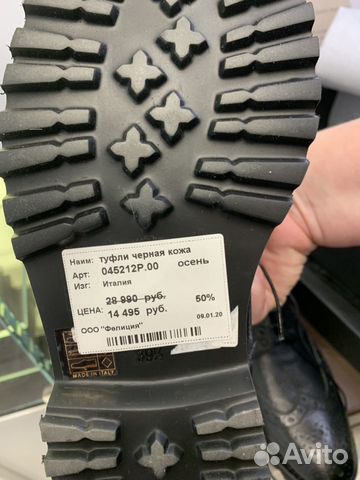 Наим: туфли черная кожа
Арт: 045212Р.00 осень
Изг: Италия
28 990 руб.
ЦЕНА: 14 495 руб. 50%
ООО "Фелиция" 09.01.20
MADE IN ITALY
Avito